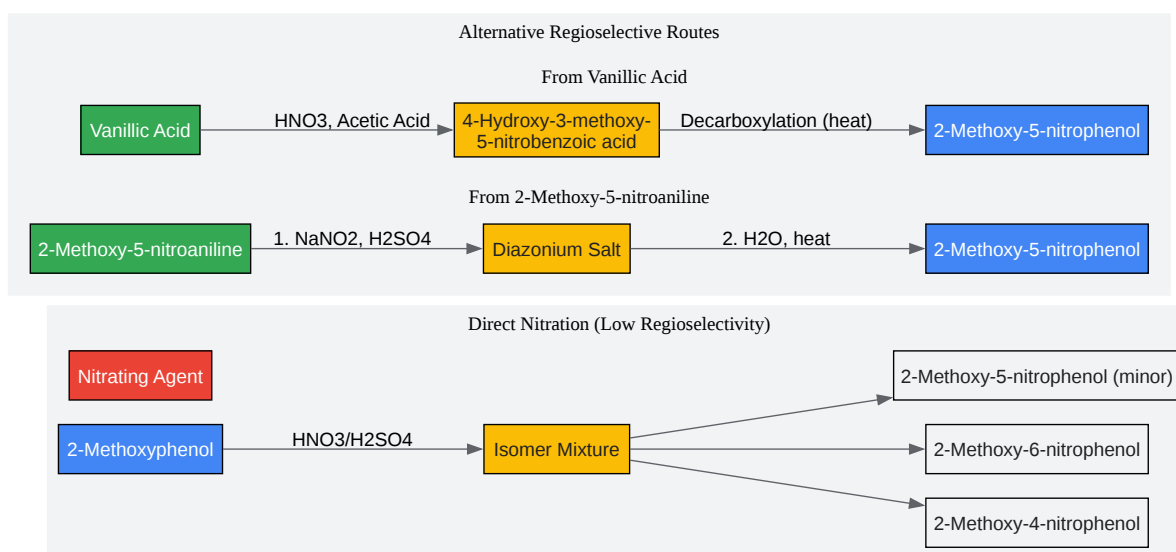 Alternative Regioselective Routes
From Vanillic Acid
Vanillic Acid
HNO3, Acetic Acid
4-Hydroxy-3-methoxy-
5-nitrobenzoic acid
Decarboxylation (heat)
2-Methoxy-5-nitrophenol
From 2-Methoxy-5-nitroaniline
2-Methoxy-5-nitroaniline
1. NaNO2, H2SO4
Diazonium Salt
2. H2O, heat
2-Methoxy-5-nitrophenol
Direct Nitration (Low Regioselectivity)
Nitrating Agent
2-Methoxyphenol
HNO3/H2SO4
Isomer Mixture
2-Methoxy-5-nitrophenol (minor)
2-Methoxy-6-nitrophenol
2-Methoxy-4-nitrophenol